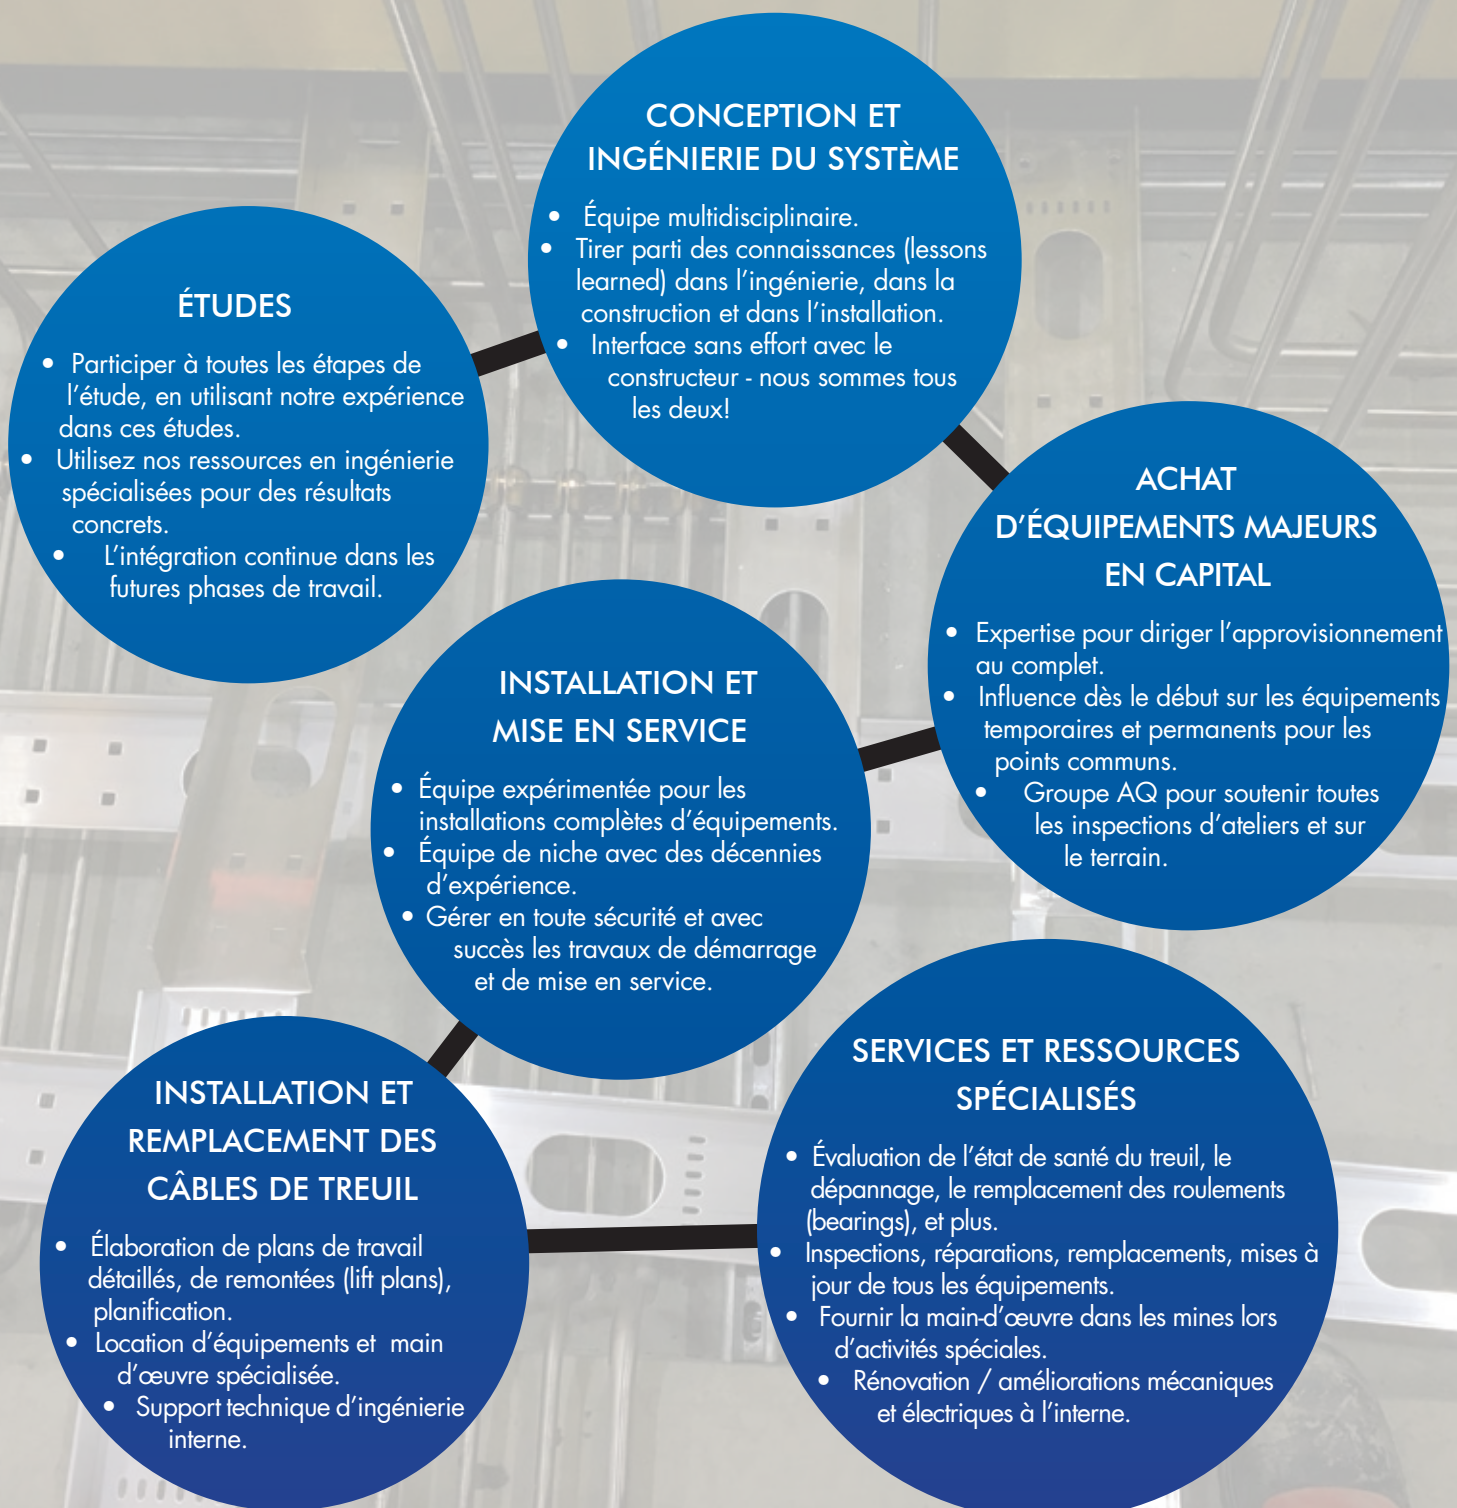 CONCEPTION ET
INGÉNIERIE DU SYSTÈME
• Équipe multidisciplinaire.
• Tirer parti des connaissances (lessons
learned) dans l’ingénierie, dans la
construction et dans l’installation.
• Interface sans effort avec le
constructeur - nous sommes tous
les deux!
ÉTUDES
• Participer à toutes les étapes de
l’étude, en utilisant notre expérience
dans ces études.
• Utilisez nos ressources en ingénierie
spécialisées pour des résultats
concrets.
• L’intégration continue dans les
futures phases de travail.
ACHAT
D’ÉQUIPEMENTS MAJEURS
EN CAPITAL
• Expertise pour diriger l’approvisionnement
au complet.
• Influence dès le début sur les équipements
temporaires et permanents pour les
points communs.
• Groupe AQ pour soutenir toutes
les inspections d’ateliers et sur
le terrain.
INSTALLATION ET
MISE EN SERVICE
• Équipe expérimentée pour les
installations complètes d’équipements.
• Équipe de niche avec des décennies
d’expérience.
• Gérer en toute sécurité et avec
succès les travaux de démarrage
et de mise en service.
INSTALLATION ET
REMPLACEMENT DES
CÂBLES DE TREUIL
• Élaboration de plans de travail
détaillés, de remontées (lift plans),
planification.
• Location d’équipements et main
d’œuvre spécialisée.
• Support technique d’ingénierie
interne.
SERVICES ET RESSOURCES
SPÉCIALISÉS
• Évaluation de l’état de santé du treuil, le
dépannage, le remplacement des roulements
(bearings), et plus.
• Inspections, réparations, remplacements, mises à
jour de tous les équipements.
• Fournir la main-d’œuvre dans les mines lors
d’activités spéciales.
• Rénovation / améliorations mécaniques
et électriques à l’interne.